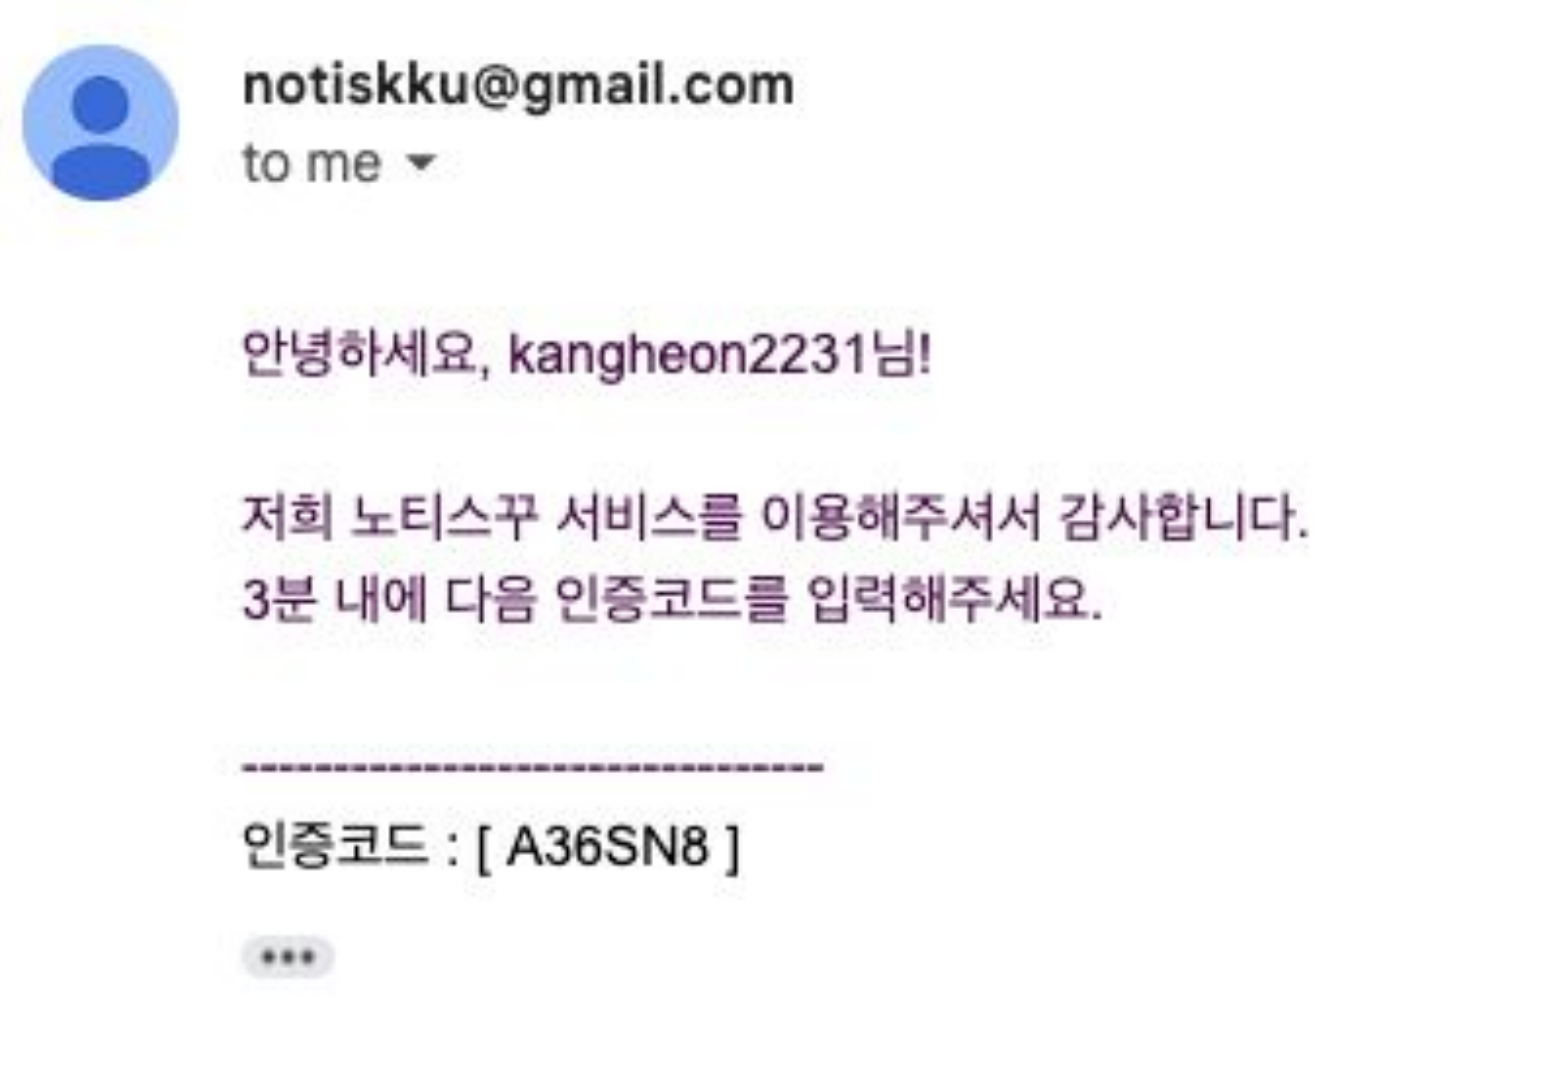 notiskku@gmail.com
to me
안녕하세요, kangheon2231님!
저희 노티스꾸 서비스를 이용해주셔서 감사합니다.
3분 내에 다음 인증코드를 입력해주세요.
--------------------------------
인증코드 : [ A36SN8 ]